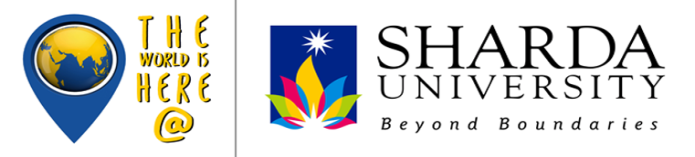 THE
WORLD IS
HERE
@
SHARDA
UNIVERSITY
Beyond Boundaries